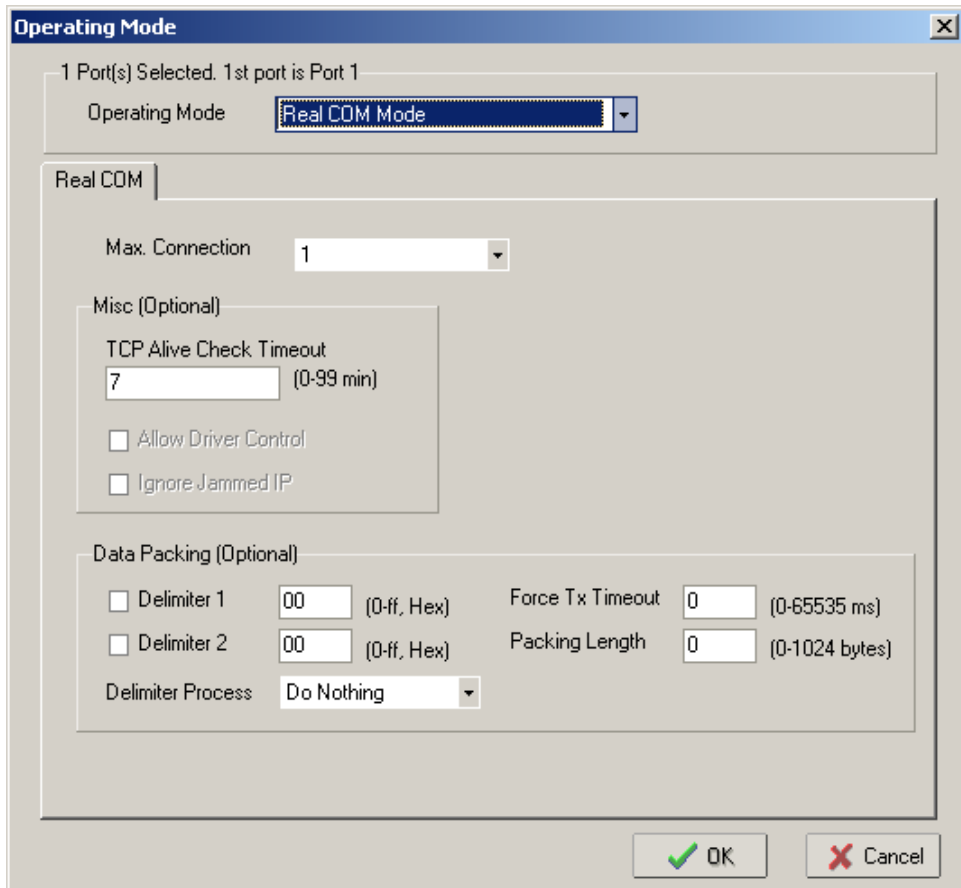 Operating Mode
1 Port(s) Selected. 1st port is Port 1
Operating Mode Real COM Mode
Real COM
Max. Connection 1
Misc (Optional)
TCP Alive Check Timeout
7 (0-99 min)
Allow Driver Control
Ignore Jammed IP
Data Packing (Optional)
Delimiter 1 00 (0-ff, Hex) Force Tx Timeout 0 (0-65535 ms)
Delimiter 2 00 (0-ff, Hex) Packing Length 0 (0-1024 bytes)
Delimiter Process Do Nothing
OK Cancel